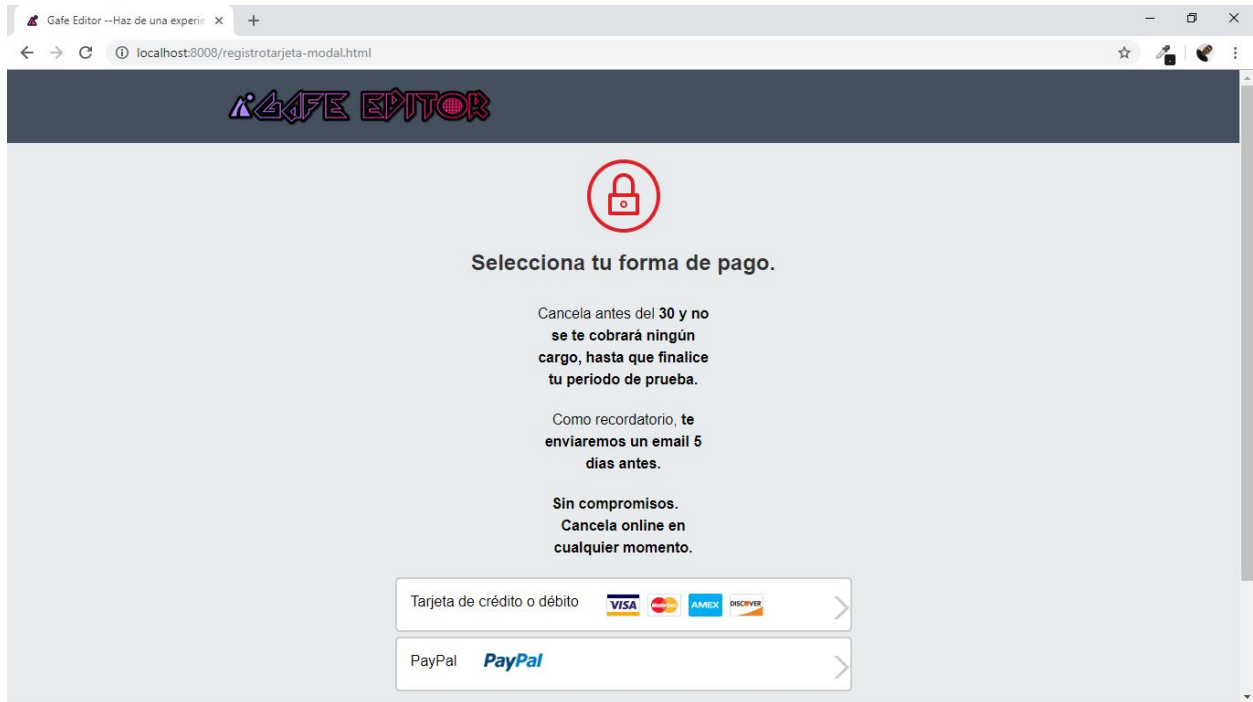 Gafe Editor --Haz de una experie
localhost:8008/registrotarjeta-modal.html
GAFE EDITOR
Selecciona tu forma de pago.
Cancela antes del 30 y no
se te cobrará ningún
cargo, hasta que finalice
tu periodo de prueba.
Como recordatorio, te
enviaremos un email 5
días antes.
Sin compromisos.
Cancela online en
cualquier momento.
Tarjeta de crédito o débito VISA MasterCard AMEX DISCOVER
PayPal PayPal